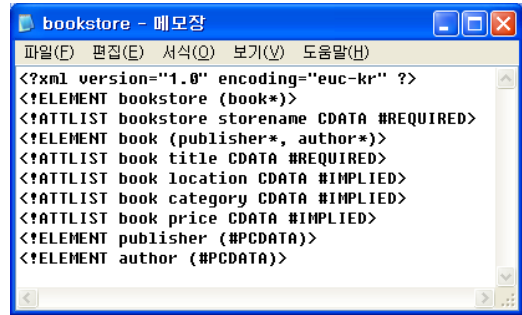 bookstore - 메모장
파일(F) 편집(E) 서식(O) 보기(V) 도움말(H)
<?xml version="1.0" encoding="euc-kr" ?>
<!ELEMENT bookstore (book*)>
<!ATTLIST bookstore storename CDATA #REQUIRED>
<!ELEMENT book (publisher*, author*)>
<!ATTLIST book title CDATA #REQUIRED>
<!ATTLIST book location CDATA #IMPLIED>
<!ATTLIST book category CDATA #IMPLIED>
<!ATTLIST book price CDATA #IMPLIED>
<!ELEMENT publisher (#PCDATA)>
<!ELEMENT author (#PCDATA)>